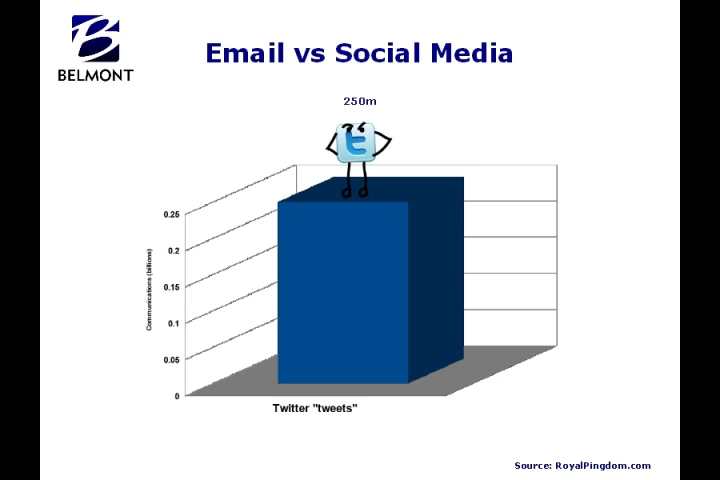 BELMONT
Email vs Social Media
250m
0.25
0.2
0.15
0.1
0.05
0
Communications (billions)
Twitter "tweets"
Source: RoyalPingdom.com